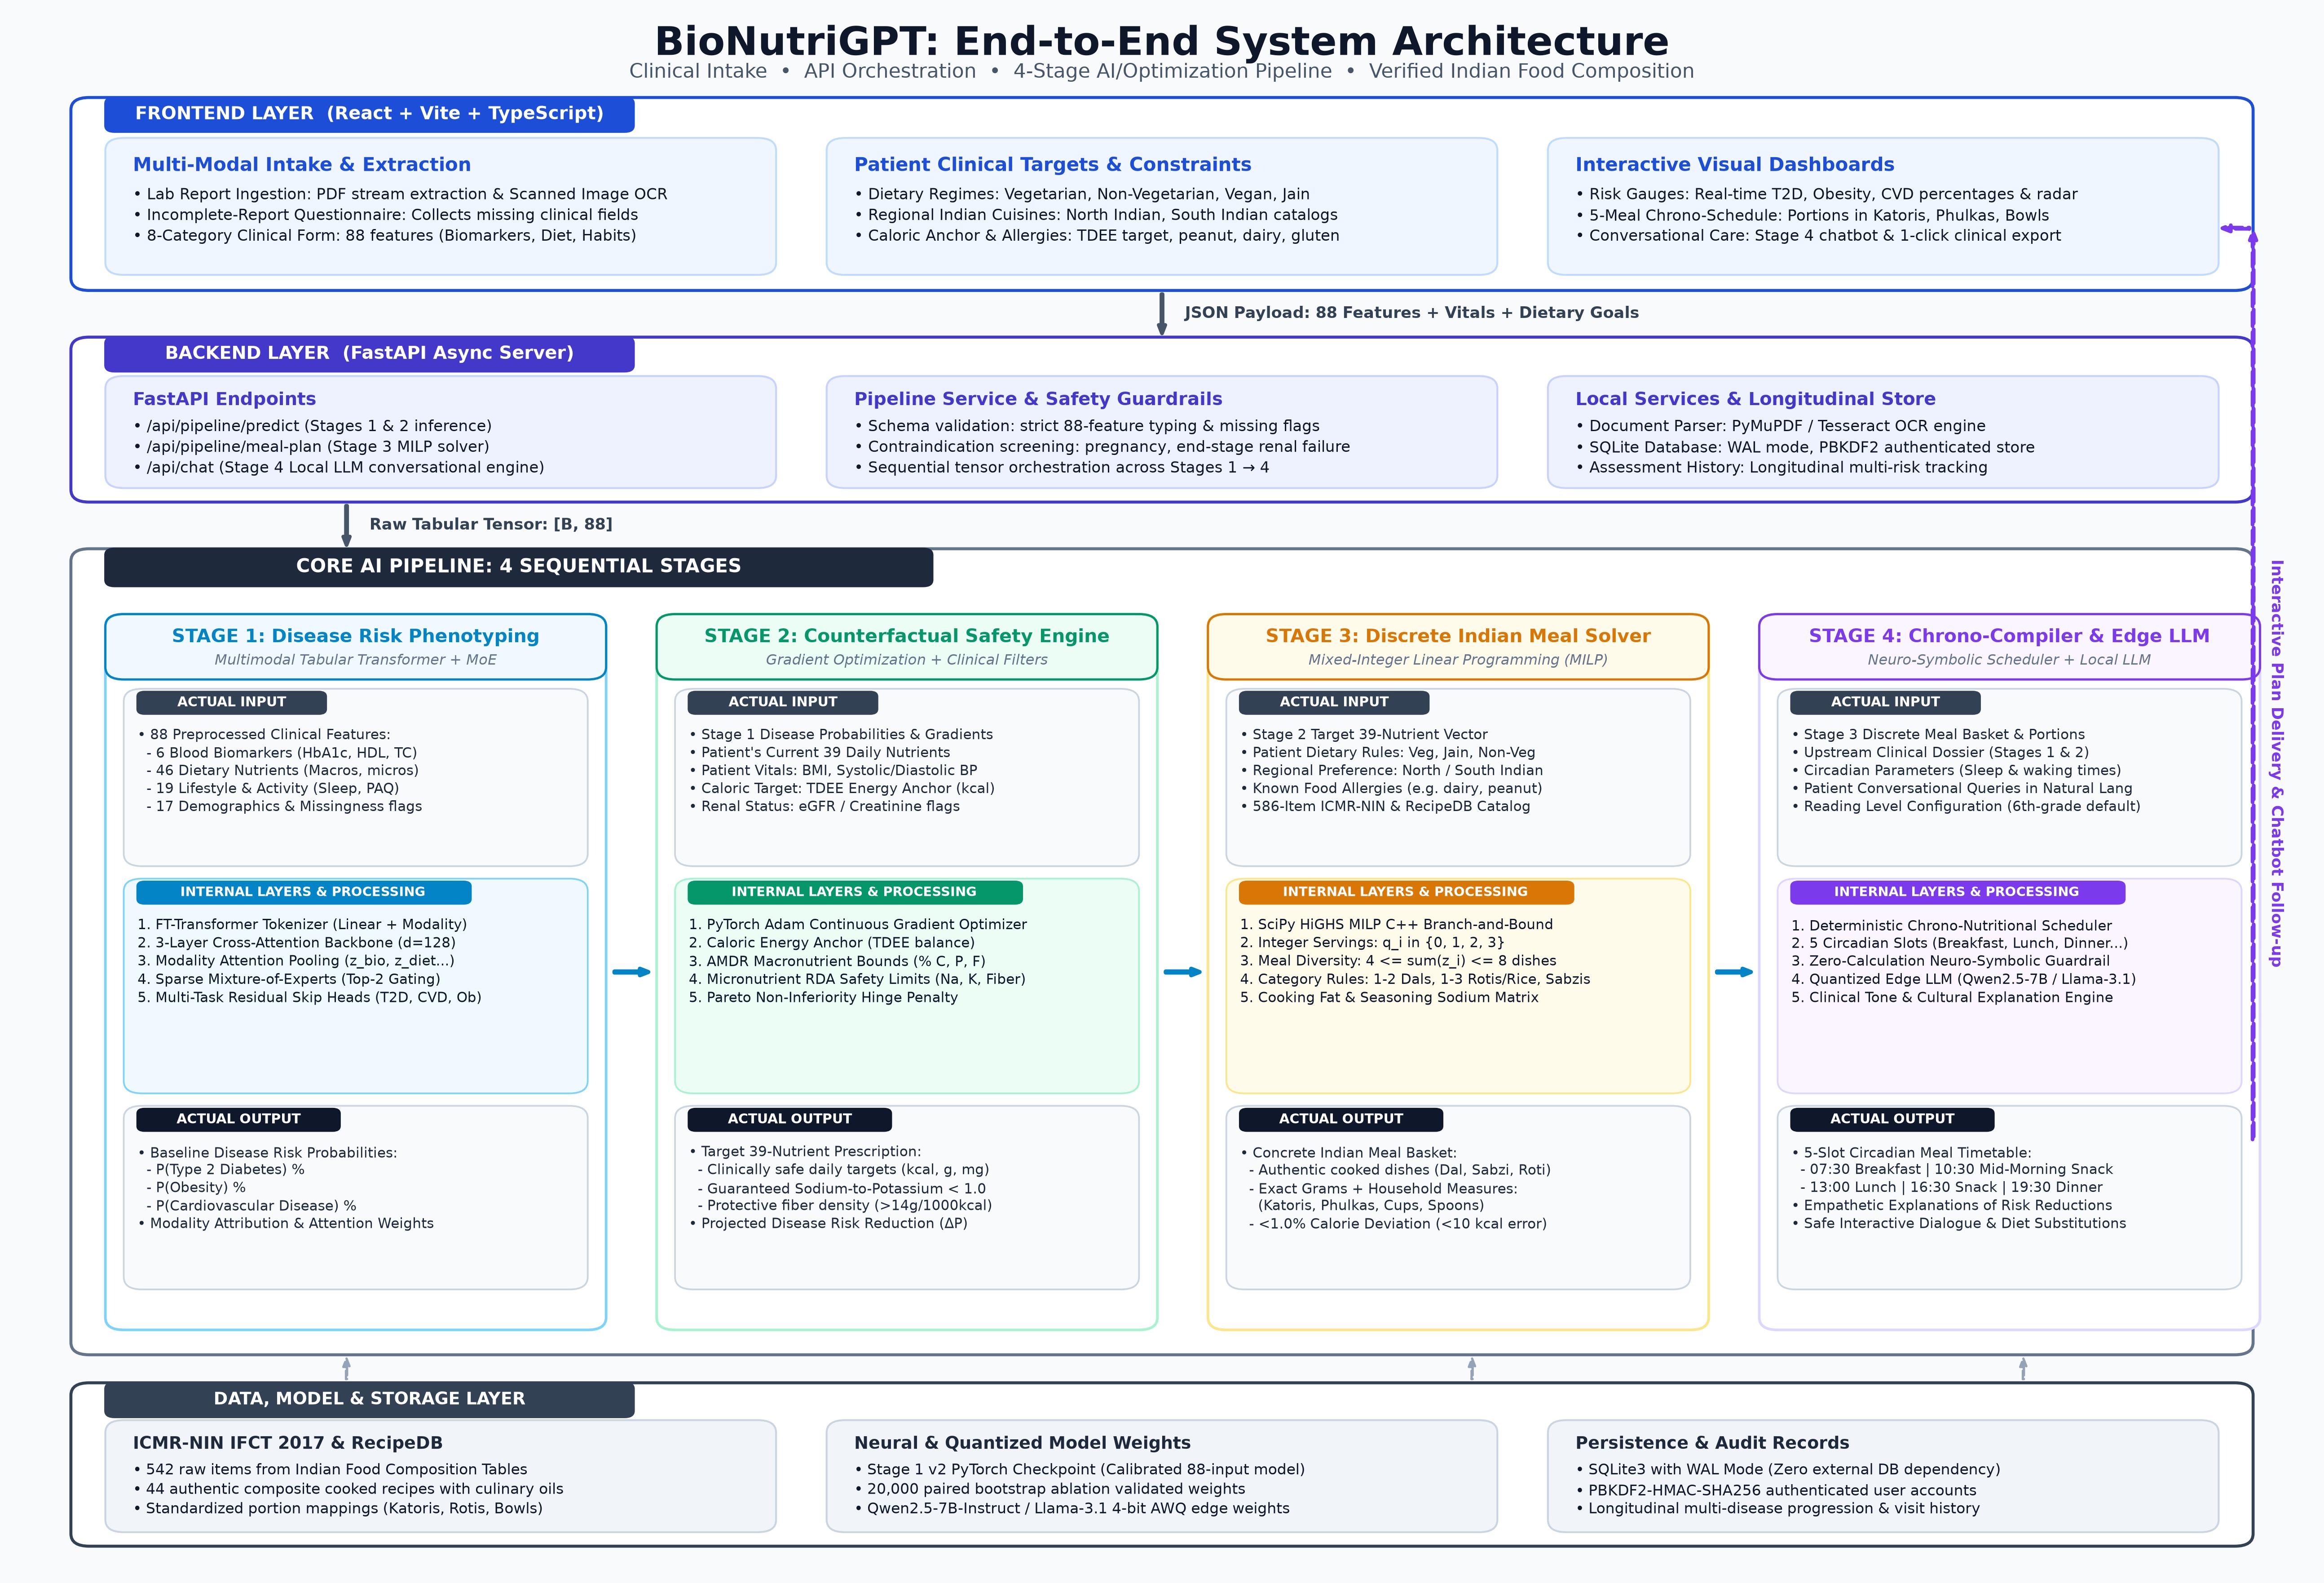 BioNutriGPT: End-to-End System Architecture
Clinical Intake • API Orchestration • 4-Stage AI/Optimization Pipeline • Verified Indian Food Composition
FRONTEND LAYER (React + Vite + TypeScript)
Multi-Modal Intake & Extraction
• Lab Report Ingestion: PDF stream extraction & Scanned Image OCR
• Incomplete-Report Questionnaire: Collects missing clinical fields
• 8-Category Clinical Form: 88 features (Biomarkers, Diet, Habits)
Patient Clinical Targets & Constraints
• Dietary Regimes: Vegetarian, Non-Vegetarian, Vegan, Jain
• Regional Indian Cuisines: North Indian, South Indian catalogs
• Caloric Anchor & Allergies: TDEE target, peanut, dairy, gluten
Interactive Visual Dashboards
• Risk Gauges: Real-time T2D, Obesity, CVD percentages & radar
• 5-Meal Chrono-Schedule: Portions in Katoris, Phulkas, Bowls
• Conversational Care: Stage 4 chatbot & 1-click clinical export
JSON Payload: 88 Features + Vitals + Dietary Goals
BACKEND LAYER (FastAPI Async Server)
FastAPI Endpoints
• /api/pipeline/predict (Stages 1 & 2 inference)
• /api/pipeline/meal-plan (Stage 3 MILP solver)
• /api/chat (Stage 4 Local LLM conversational engine)
Pipeline Service & Safety Guardrails
• Schema validation: strict 88-feature typing & missing flags
• Contraindication screening: pregnancy, end-stage renal failure
• Sequential tensor orchestration across Stages 1 → 4
Local Services & Longitudinal Store
• Document Parser: PyMuPDF / Tesseract OCR engine
• SQLite Database: WAL mode, PBKDF2 authenticated store
• Assessment History: Longitudinal multi-risk tracking
Raw Tabular Tensor: [B, 88]
CORE AI PIPELINE: 4 SEQUENTIAL STAGES
STAGE 1: Disease Risk Phenotyping
Multimodal Tabular Transformer + MoE
ACTUAL INPUT
• 88 Preprocessed Clinical Features:
- 6 Blood Biomarkers (HbA1c, HDL, TC)
- 46 Dietary Nutrients (Macros, micros)
- 19 Lifestyle & Activity (Sleep, PAQ)
- 17 Demographics & Missingness flags
INTERNAL LAYERS & PROCESSING
1. FT-Transformer Tokenizer (Linear + Modality)
2. 3-Layer Cross-Attention Backbone (d=128)
3. Modality Attention Pooling (z_bio, z_diet...)
4. Sparse Mixture-of-Experts (Top-2 Gating)
5. Multi-Task Residual Skip Heads (T2D, CVD, Ob)
ACTUAL OUTPUT
• Baseline Disease Risk Probabilities:
- P(Type 2 Diabetes) %
- P(Obesity) %
- P(Cardiovascular Disease) %
• Modality Attribution & Attention Weights
STAGE 2: Counterfactual Safety Engine
Gradient Optimization + Clinical Filters
ACTUAL INPUT
• Stage 1 Disease Probabilities & Gradients
• Patient's Current 39 Daily Nutrients
• Patient Vitals: BMI, Systolic/Diastolic BP
• Caloric Target: TDEE Energy Anchor (kcal)
• Renal Status: eGFR / Creatinine flags
INTERNAL LAYERS & PROCESSING
1. PyTorch Adam Continuous Gradient Optimizer
2. Caloric Energy Anchor (TDEE balance)
3. AMDR Macronutrient Bounds (% C, P, F)
4. Micronutrient RDA Safety Limits (Na, K, Fiber)
5. Pareto Non-Inferiority Hinge Penalty
ACTUAL OUTPUT
• Target 39-Nutrient Prescription:
- Clinically safe daily targets (kcal, g, mg)
- Guaranteed Sodium-to-Potassium < 1.0
- Protective fiber density (>14g/1000kcal)
• Projected Disease Risk Reduction (ΔP)
STAGE 3: Discrete Indian Meal Solver
Mixed-Integer Linear Programming (MILP)
ACTUAL INPUT
• Stage 2 Target 39-Nutrient Vector
• Patient Dietary Rules: Veg, Jain, Non-Veg
• Regional Preference: North / South Indian
• Known Food Allergies (e.g. dairy, peanut)
• 586-Item ICMR-NIN & RecipeDB Catalog
INTERNAL LAYERS & PROCESSING
1. SciPy HiGHS MILP C++ Branch-and-Bound
2. Integer Servings: q_i in {0, 1, 2, 3}
3. Meal Diversity: 4 <= sum(z_i) <= 8 dishes
4. Category Rules: 1-2 Dals, 1-3 Rotis/Rice, Sabzis
5. Cooking Fat & Seasoning Sodium Matrix
ACTUAL OUTPUT
• Concrete Indian Meal Basket:
- Authentic cooked dishes (Dal, Sabzi, Roti)
- Exact Grams + Household Measures:
(Katoris, Phulkas, Cups, Spoons)
- <1.0% Calorie Deviation (<10 kcal error)
STAGE 4: Chrono-Compiler & Edge LLM
Neuro-Symbolic Scheduler + Local LLM
ACTUAL INPUT
• Stage 3 Discrete Meal Basket & Portions
• Upstream Clinical Dossier (Stages 1 & 2)
• Circadian Parameters (Sleep & waking times)
• Patient Conversational Queries in Natural Lang
• Reading Level Configuration (6th-grade default)
INTERNAL LAYERS & PROCESSING
1. Deterministic Chrono-Nutritional Scheduler
2. 5 Circadian Slots (Breakfast, Lunch, Dinner...)
3. Zero-Calculation Neuro-Symbolic Guardrail
4. Quantized Edge LLM (Qwen2.5-7B / Llama-3.1)
5. Clinical Tone & Cultural Explanation Engine
ACTUAL OUTPUT
• 5-Slot Circadian Meal Timetable:
- 07:30 Breakfast | 10:30 Mid-Morning Snack
- 13:00 Lunch | 16:30 Snack | 19:30 Dinner
• Empathetic Explanations of Risk Reductions
• Safe Interactive Dialogue & Diet Substitutions
Interactive Plan Delivery & Chatbot Follow-up
DATA, MODEL & STORAGE LAYER
ICMR-NIN IFCT 2017 & RecipeDB
• 542 raw items from Indian Food Composition Tables
• 44 authentic composite cooked recipes with culinary oils
• Standardized portion mappings (Katoris, Rotis, Bowls)
Neural & Quantized Model Weights
• Stage 1 v2 PyTorch Checkpoint (Calibrated 88-input model)
• 20,000 paired bootstrap ablation validated weights
• Qwen2.5-7B-Instruct / Llama-3.1 4-bit AWQ edge weights
Persistence & Audit Records
• SQLite3 with WAL Mode (Zero external DB dependency)
• PBKDF2-HMAC-SHA256 authenticated user accounts
• Longitudinal multi-disease progression & visit history